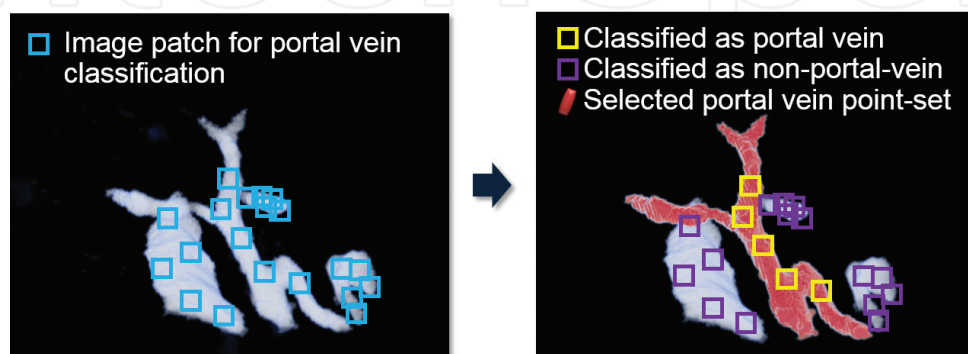 Image patch for portal vein
classification
Classified as portal vein
Classified as non-portal-vein
Selected portal vein point-set